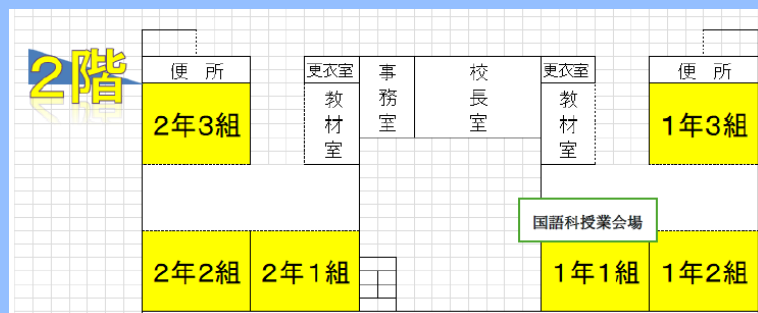 2階
便 所
更衣室
事務室
校長室
更衣室
便 所
2年3組
教材室
教材室
1年3組
国語科授業会場
2年2組
2年1組
1年1組
1年2組